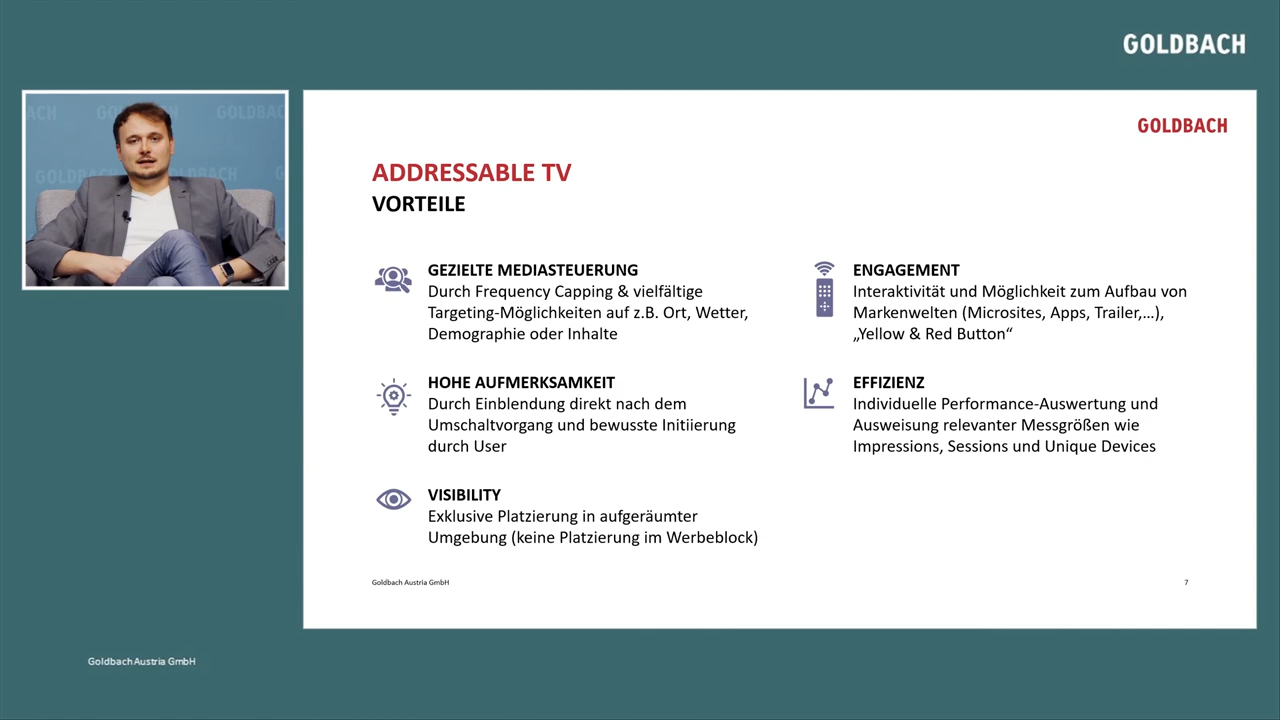 GOLDBACH
GOLDBACH
ADDRESSABLE TV
VORTEILE
GEZIELTE MEDIASTEUERUNG
Durch Frequency Capping & vielfältige
Targeting-Möglichkeiten auf z.B. Ort, Wetter,
Demographie oder Inhalte
HOHE AUFMERKSAMKEIT
Durch Einblendung direkt nach dem
Umschaltvorgang und bewusste Initiierung
durch User
VISIBILITY
Exklusive Platzierung in aufgeräumter
Umgebung (keine Platzierung im Werbeblock)
ENGAGEMENT
Interaktivität und Möglichkeit zum Aufbau von
Markenwelten (Microsites, Apps, Trailer,...),
„Yellow & Red Button“
EFFIZIENZ
Individuelle Performance-Auswertung und
Ausweisung relevanter Messgrößen wie
Impressions, Sessions und Unique Devices
Goldbach Austria GmbH
7
Goldbach Austria GmbH